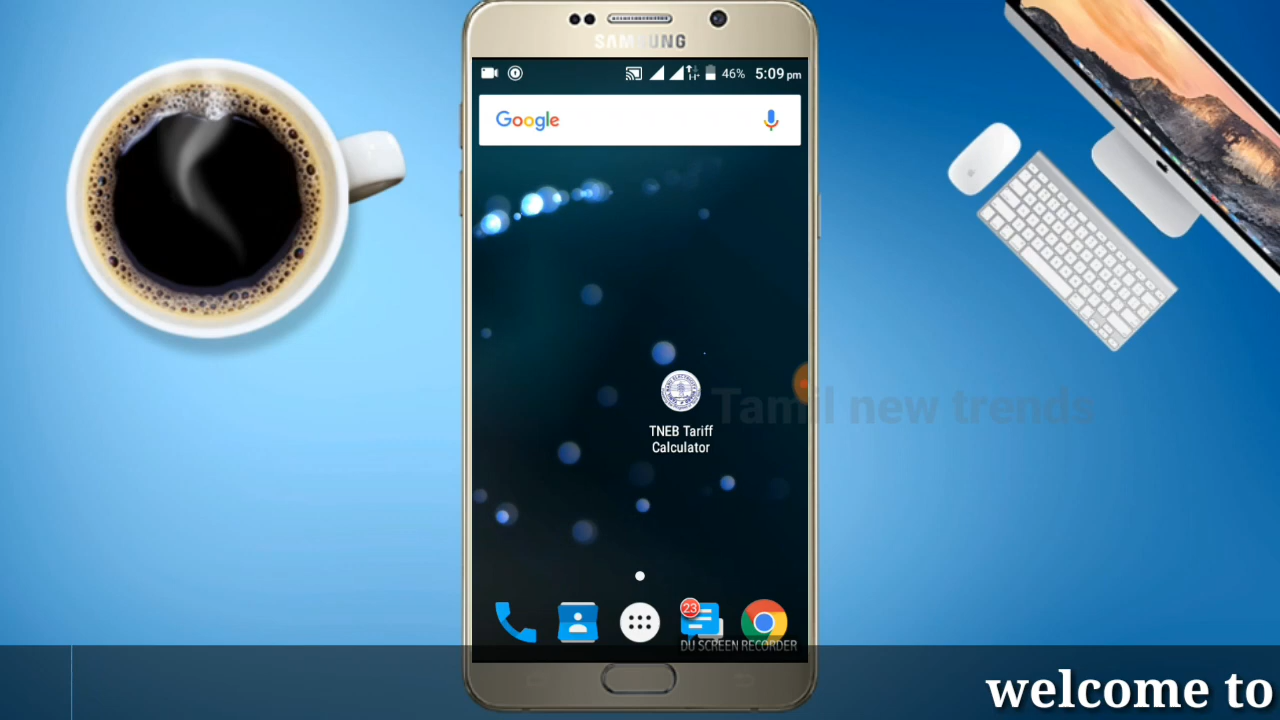 SAMSUNG
46% 5:09 pm
Google
TNEB Tariff
Calculator
Tamil new trends
23
DU SCREEN RECORDER
welcome to